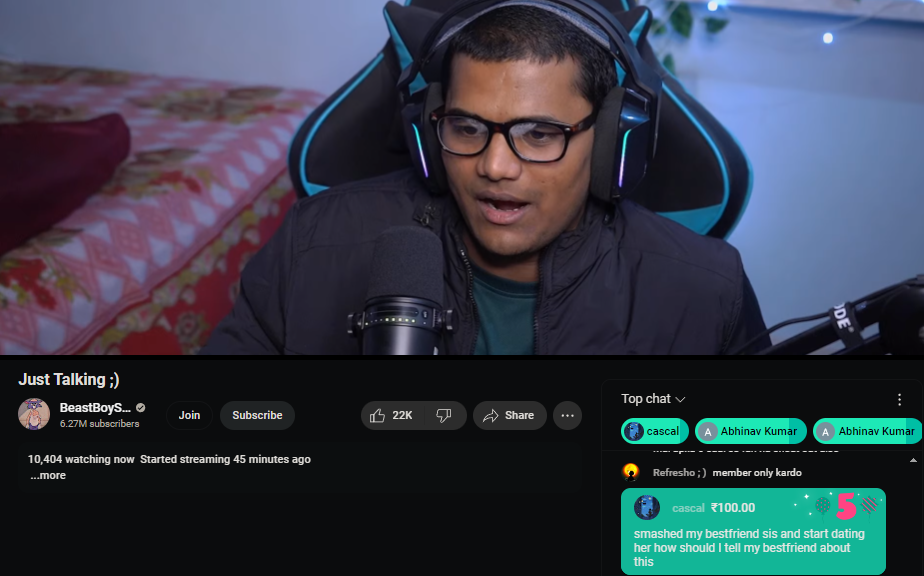 ODE
Just Talking ;)
BeastBoyS...
6.27M subscribers
Join
Subscribe
22K
Share
10,404 watching now Started streaming 45 minutes ago
...more
Top chat
cascal
A Abhinav Kumar
A Abhinav Kumar
Refresho ; ) member only kardo
cascal ₹100.00
5
smashed my bestfriend sis and start dating
her how should I tell my bestfriend about
this